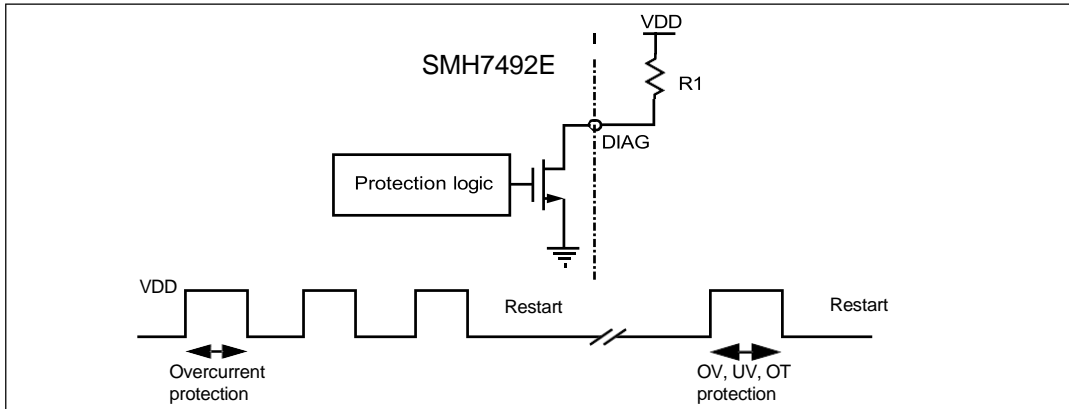 VDD
SMH7492E
R1
DIAG
Protection logic
VDD
Restart
Restart
Overcurrent
protection
OV, UV, OT
protection